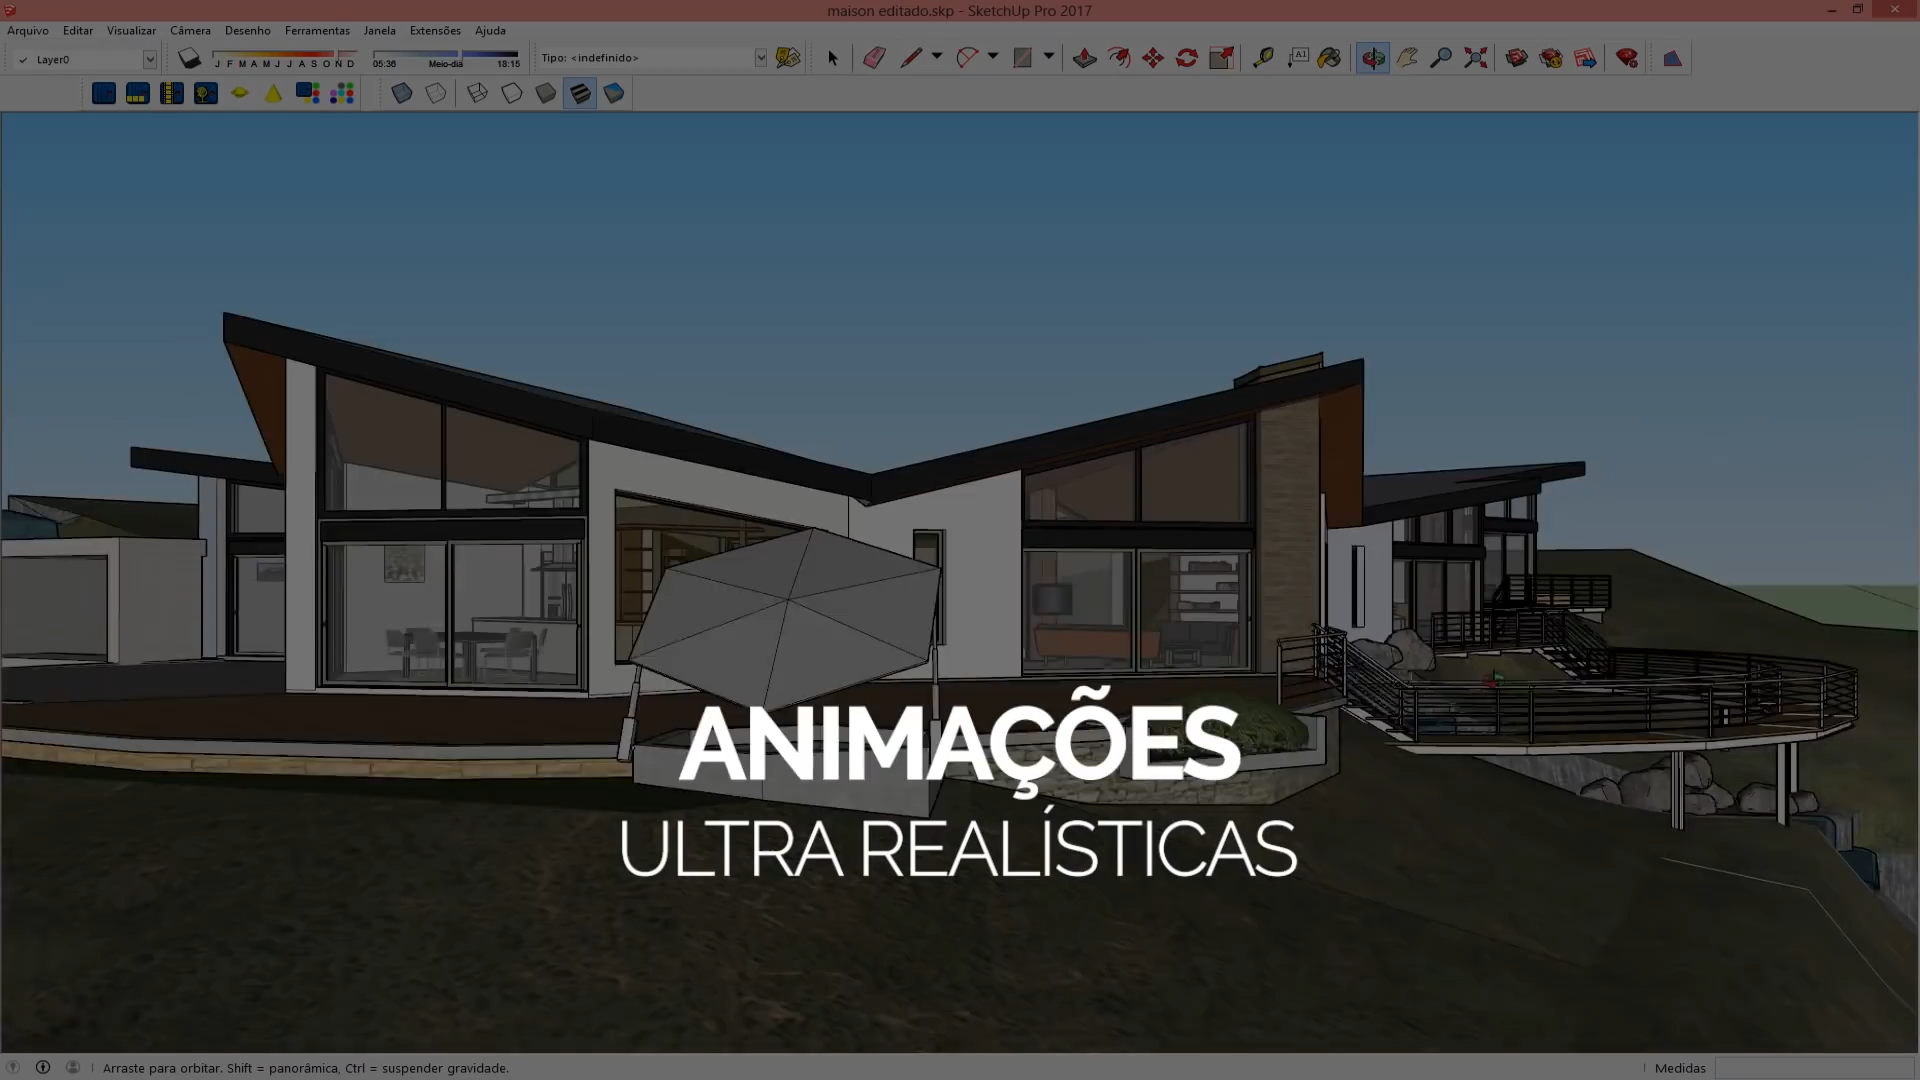 maison editado.skp - SketchUp Pro 2017
Arquivo Editar Visualizar Câmera Desenho Ferramentas Janela Extensões Ajuda
Layer0
J F M A M J J A S O N D
05:36 Meio-dia 18:15
Tipo: <indefinido>
A1
ANIMAÇÕES
ULTRA REALÍSTICAS
Arraste para orbitar. Shift = panorâmica, Ctrl = suspender gravidade.
Medidas